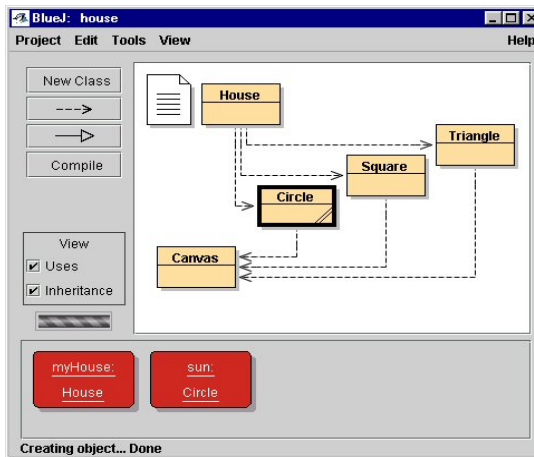 BlueJ: house
Project Edit Tools View Help
New Class
Compile
View
Uses
Inheritance
House
Triangle
Square
Circle
Canvas
myHouse:
House
sun:
Circle
Creating object... Done